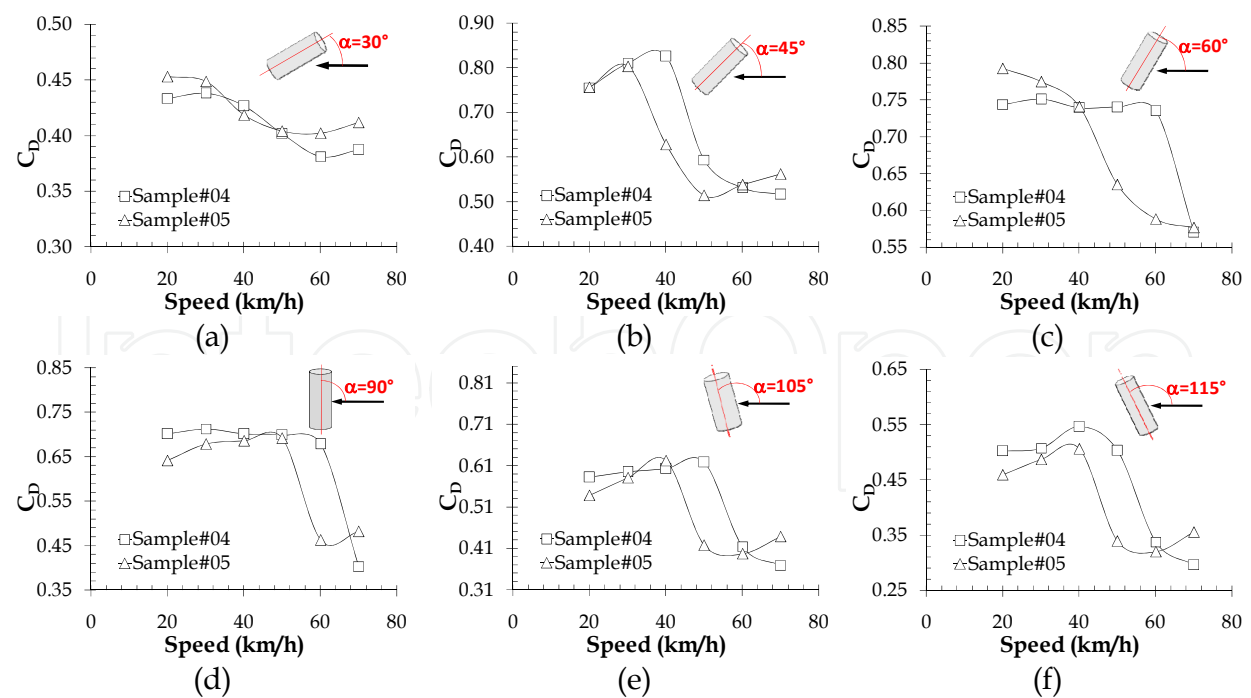 0.50
0.45
0.40
0.35
0.30
C_D
α=30°
Sample#04
Sample#05
0 20 40 60 80
Speed (km/h)
(a)
0.90
0.80
0.70
0.60
0.50
0.40
C_D
α=45°
Sample#04
Sample#05
0 20 40 60 80
Speed (km/h)
(b)
0.85
0.80
0.75
0.70
0.65
0.60
0.55
C_D
α=60°
Sample#04
Sample#05
0 20 40 60 80
Speed (km/h)
(c)
IntechOpen
0.85
0.75
0.65
0.55
0.45
0.35
C_D
α=90°
Sample#04
Sample#05
0 20 40 60 80
Speed (km/h)
(d)
0.81
0.71
0.61
0.51
0.41
0.31
C_D
α=105°
Sample#04
Sample#05
0 20 40 60 80
Speed (km/h)
(e)
0.65
0.55
0.45
0.35
0.25
C_D
α=115°
Sample#04
Sample#05
0 20 40 60 80
Speed (km/h)
(f)